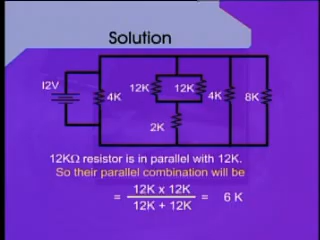 Solution
12V
4K
12K
12K
4K
8K
2K
12KΩ resistor is in parallel with 12K.
So their parallel combination will be
= 12K x 12K / 12K + 12K = 6 K